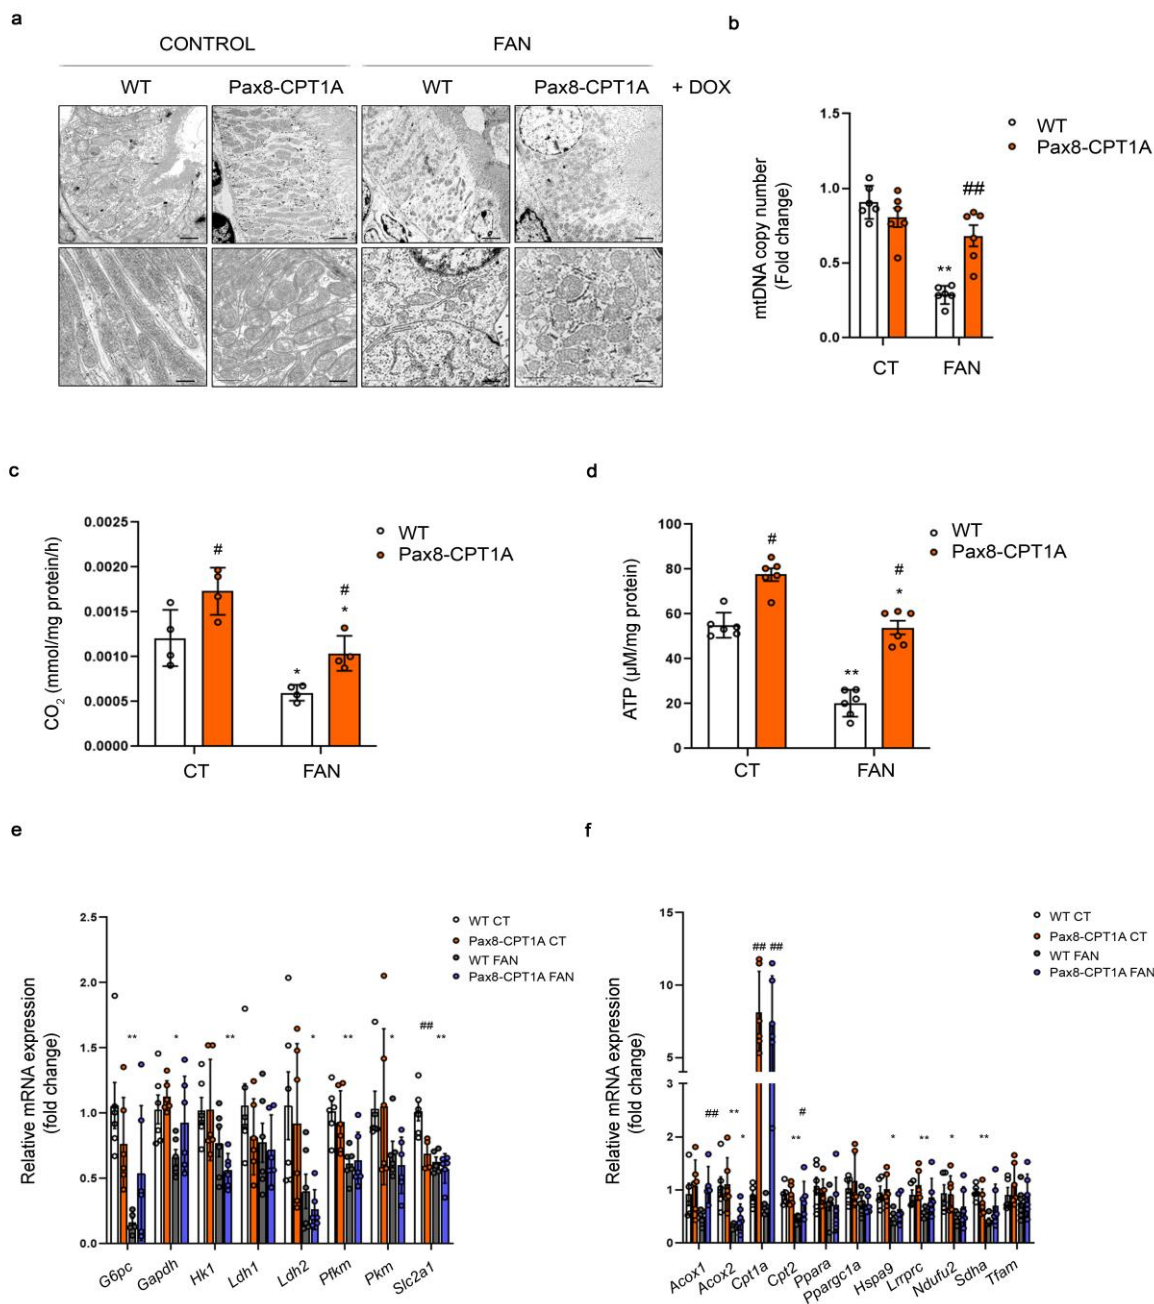 a
CONTROL FAN
WT Pax8-CPT1A WT Pax8-CPT1A + DOX
b
mtDNA copy number
(Fold change)
1.5
1.0
0.5
0.0
** ##
CT FAN
WT
Pax8-CPT1A
c
CO2 (mmol/mg protein/h)
0.0025
0.0020
0.0015
0.0010
0.0005
0.0000
#
*
#
*
CT FAN
WT
Pax8-CPT1A
d
ATP (µM/mg protein)
100
80
60
40
20
0
#
**
#
*
CT FAN
WT
Pax8-CPT1A
e
Relative mRNA expression
(fold change)
2.5
2.0
1.5
1.0
0.5
0.0
** * ** * ** * ## **
G6pc Gapdh Hk1 Ldh1 Ldh2 Pfkm Pkm Slc2a1
WT CT
Pax8-CPT1A CT
WT FAN
Pax8-CPT1A FAN
f
Relative mRNA expression
(fold change)
15
10
5
3
2
1
0
## ** * ## ## ** # * ** * **
Acox1 Acox2 Cpt1a Cpt2 Ppara Ppargc1a Hspa9 Lrrprc Ndufu2 Sdha Tfam
WT CT
Pax8-CPT1A CT
WT FAN
Pax8-CPT1A FAN